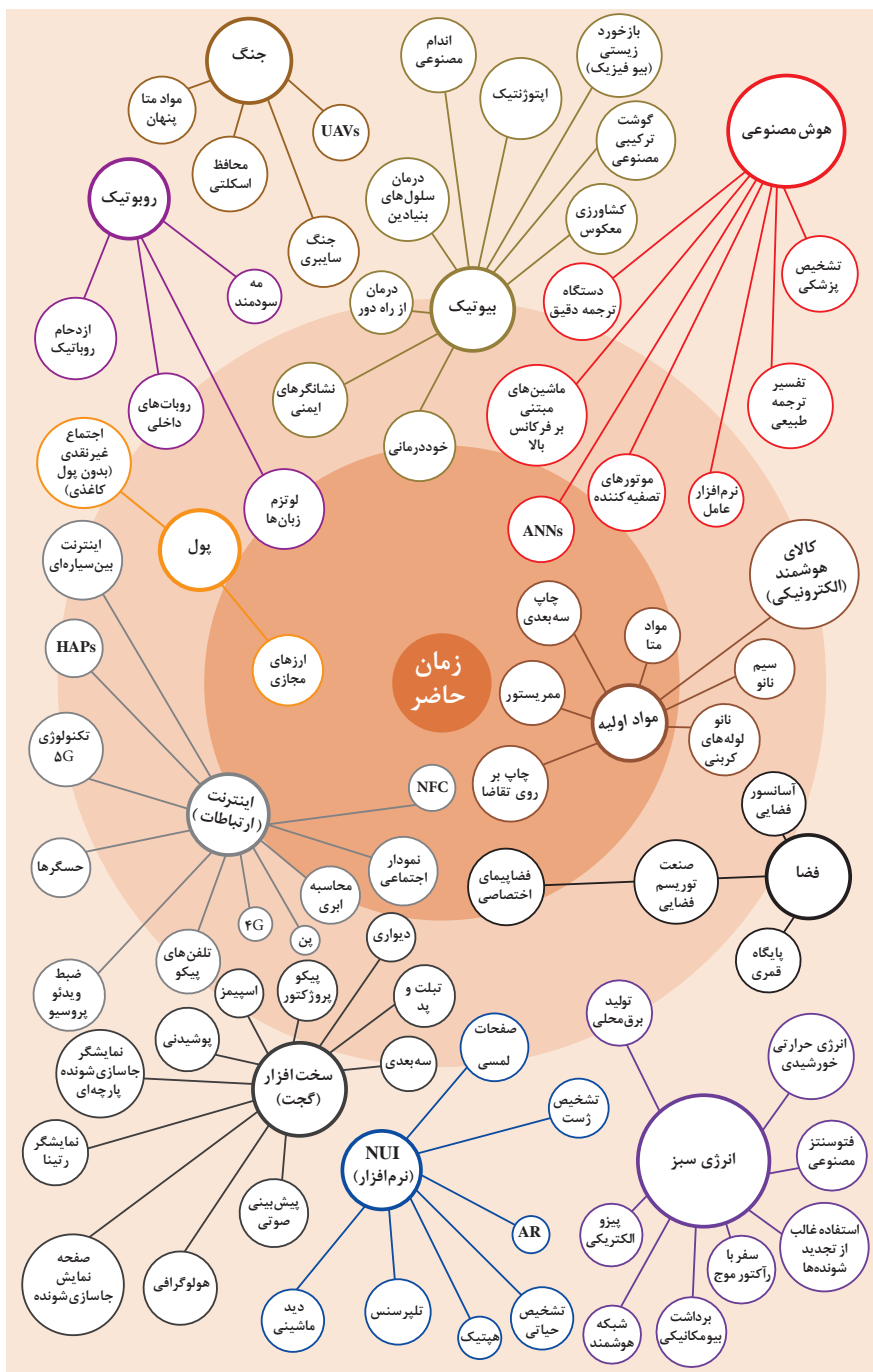 جنگ
مواد متا
پنهان
محافظ
اسکلتی
UAVs
جنگ
سایبری
روبوتیک
مه
سودمند
ازدحام
روباتیک
روبات‌های
داخلی
لوتزم
زبان‌ها
بیوتیک
اندام
مصنوعی
اپتوژنتیک
بازخورد
زیستی
(بیو فیزیک)
گوشت
ترکیبی
مصنوعی
کشاورزی
معکوس
درمان
سلول‌های
بنیادین
درمان
از راه دور
نشانگرهای
ایمنی
خوددرمانی
هوش مصنوعی
تشخیص
پزشکی
دستگاه
ترجمه دقیق
تفسیر
ترجمه
طبیعی
ماشین‌های
مبتنی
بر فرکانس
بالا
موتورهای
تصفیه کننده
نرم‌افزار
عامل
ANNs
اجتماع
غیرنقدی
(بدون پول
کاغذی)
پول
ارزهای
مجازی
زمان
حاضر
مواد اولیه
چاپ
سه‌بعدی
مواد
متا
کالای
هوشمند
(الکترونیکی)
سیم
نانو
نانو
لوله‌های
کربنی
ممریستور
چاپ بر
روی تقاضا
اینترنت
(ارتباطات)
اینترنت
بین‌سیاره‌ای
HAPs
تکنولوژی
۵G
حسگرها
ضبط
ویدئو
پروسیو
تلفن‌های
پیکو
۴G
پن
محاسبه
ابری
نمودار
اجتماعی
NFC
فضا
آسانسور
فضایی
صنعت
توریسم
فضایی
فضاپیمای
اختصاصی
پایگاه
قمری
سخت‌افزار
(گجت)
دیواری
پیکو
پروژکتور
اسپیمز
تبلت و
پد
سه‌بعدی
پوشیدنی
نمایشگر
جاسازی‌شونده
پارچه‌ای
نمایشگر
رتینا
صفحه
نمایش
جاسازی‌شونده
هولوگرافی
پیش‌بینی
صوتی
NUI
(نرم‌افزار)
صفحات
لمسی
تشخیص
ژست
AR
تشخیص
حیاتی
هپتیک
تلپرسنس
دید
ماشینی
انرژی سبز
تولید
برق‌محلی
انرژی حرارتی
خورشیدی
فتوسنتز
مصنوعی
استفاده غالب
از تجدید
شونده‌ها
سفر با
رآکتور موج
برداشت
بیومکانیکی
شبکه
هوشمند
پیزو
الکتریکی